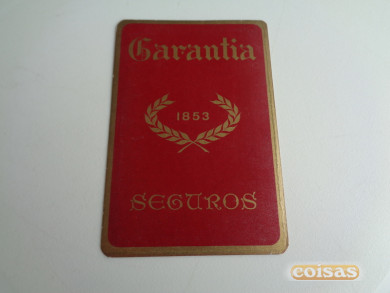 Garantia
1853
SEGUROS
coisas